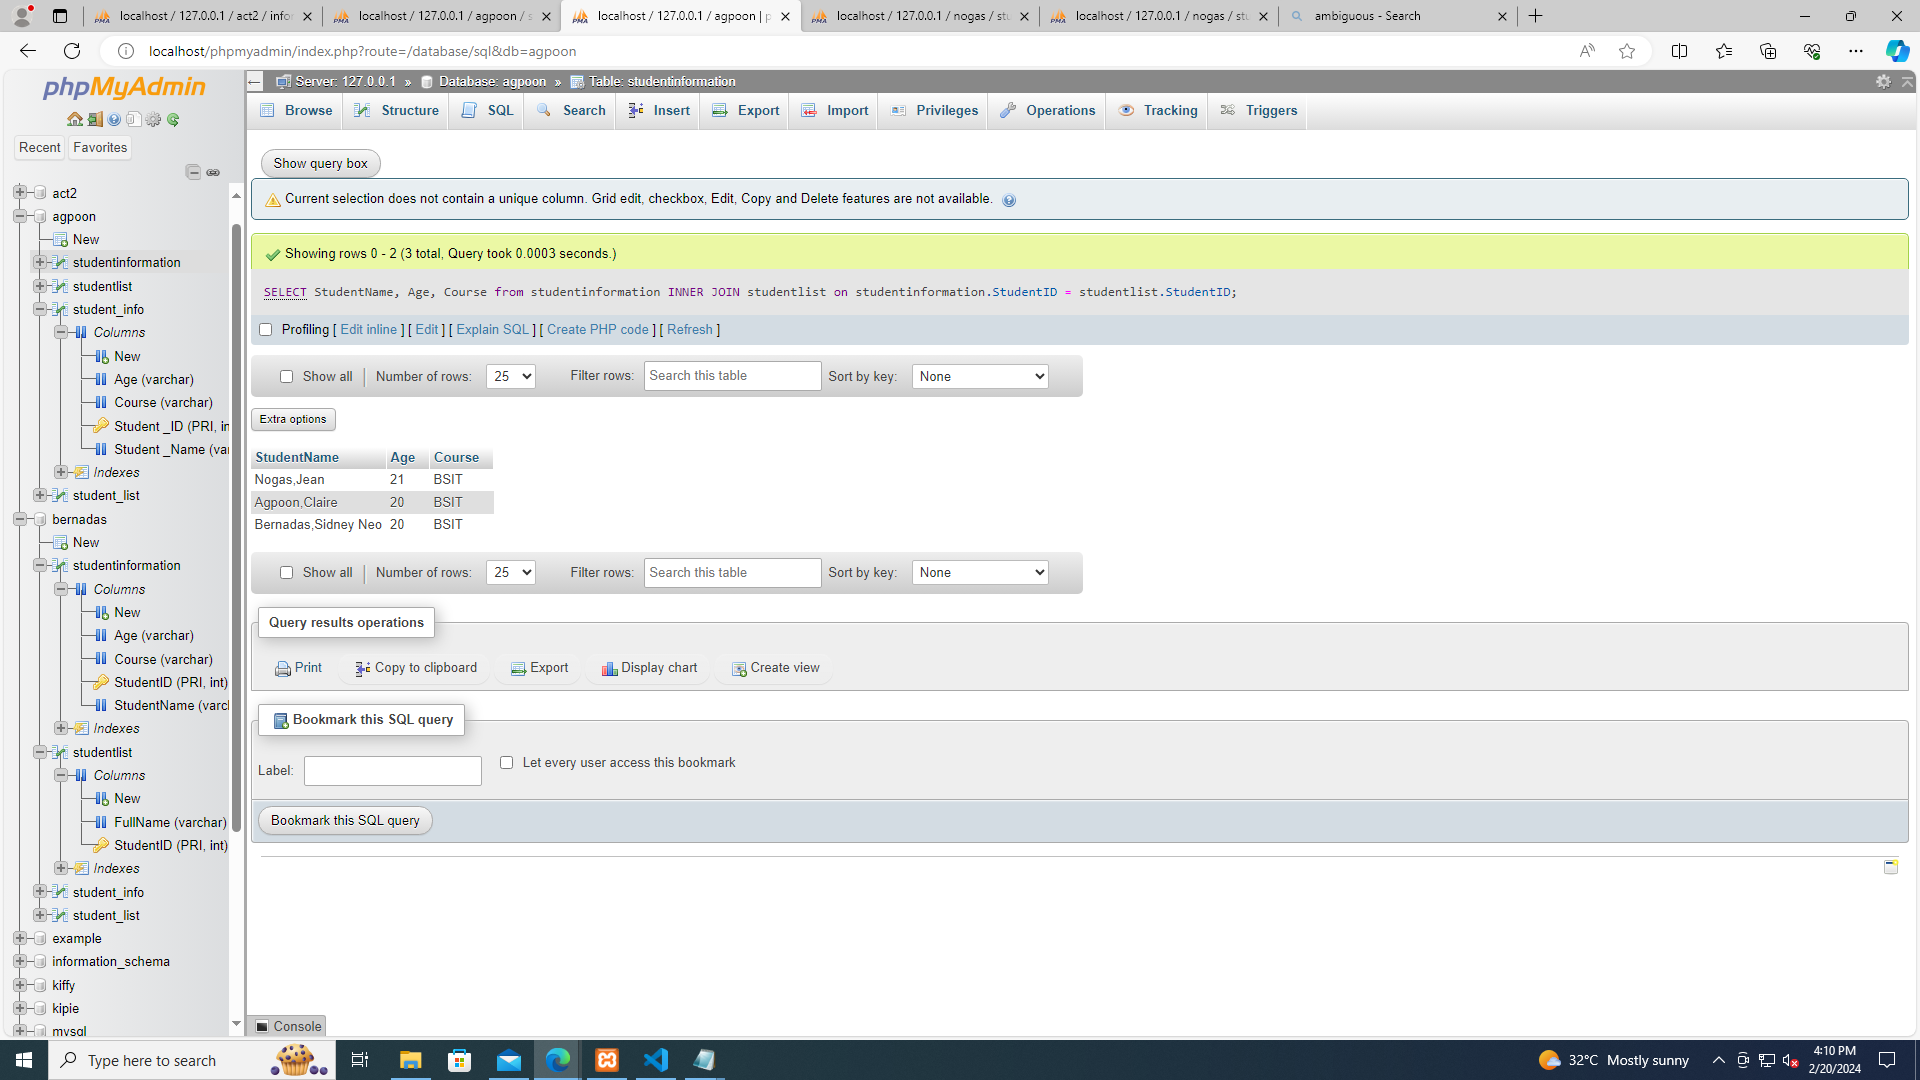 localhost / 127.0.0.1 / act2 / infor
localhost / 127.0.0.1 / agpoon / s
localhost / 127.0.0.1 / agpoon | p
localhost / 127.0.0.1 / nogas / stu
localhost / 127.0.0.1 / nogas / stu
ambiguous - Search
localhost/phpmyadmin/index.php?route=/database/sql&db=agpoon
phpMyAdmin
Recent Favorites
act2
agpoon
New
studentinformation
studentlist
student_info
Columns
New
Age (varchar)
Course (varchar)
Student _ID (PRI, in
Student _Name (var
Indexes
student_list
bernadas
New
studentinformation
Columns
New
Age (varchar)
Course (varchar)
StudentID (PRI, int)
StudentName (varch
Indexes
studentlist
Columns
New
FullName (varchar)
StudentID (PRI, int)
Indexes
student_info
student_list
example
information_schema
kiffy
kipie
mysql
Server: 127.0.0.1 » Database: agpoon » Table: studentinformation
Browse Structure SQL Search Insert Export Import Privileges Operations Tracking Triggers
Show query box
Current selection does not contain a unique column. Grid edit, checkbox, Edit, Copy and Delete features are not available.
Showing rows 0 - 2 (3 total, Query took 0.0003 seconds.)
SELECT StudentName, Age, Course from studentinformation INNER JOIN studentlist on studentinformation.StudentID = studentlist.StudentID;
Profiling [ Edit inline ] [ Edit ] [ Explain SQL ] [ Create PHP code ] [ Refresh ]
Show all Number of rows: 25 Filter rows: Search this table Sort by key: None
Extra options
StudentName Age Course
Nogas,Jean 21 BSIT
Agpoon,Claire 20 BSIT
Bernadas,Sidney Neo 20 BSIT
Show all Number of rows: 25 Filter rows: Search this table Sort by key: None
Query results operations
Print Copy to clipboard Export Display chart Create view
Bookmark this SQL query
Label: Let every user access this bookmark
Bookmark this SQL query
Console
Type here to search
32°C Mostly sunny
4:10 PM
2/20/2024